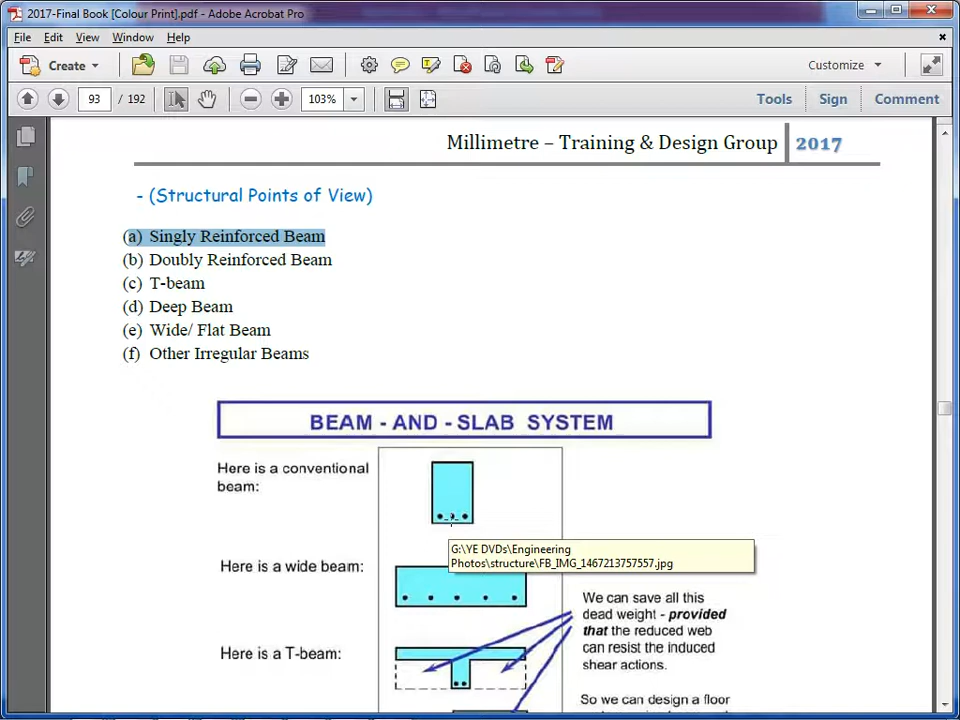 2017-Final Book [Colour Print].pdf - Adobe Acrobat Pro
File Edit View Window Help
Create Customize
93 / 192 103% Tools Sign Comment
Millimetre – Training & Design Group 2017
- (Structural Points of View)
(a) Singly Reinforced Beam
(b) Doubly Reinforced Beam
(c) T-beam
(d) Deep Beam
(e) Wide/ Flat Beam
(f) Other Irregular Beams
BEAM - AND - SLAB SYSTEM
Here is a conventional
beam:
G:\YE DVDs\Engineering
Photos\structure\FB_IMG_1467213757557.jpg
Here is a wide beam:
We can save all this
dead weight - provided
that the reduced web
can resist the induced
shear actions.
Here is a T-beam:
So we can design a floor